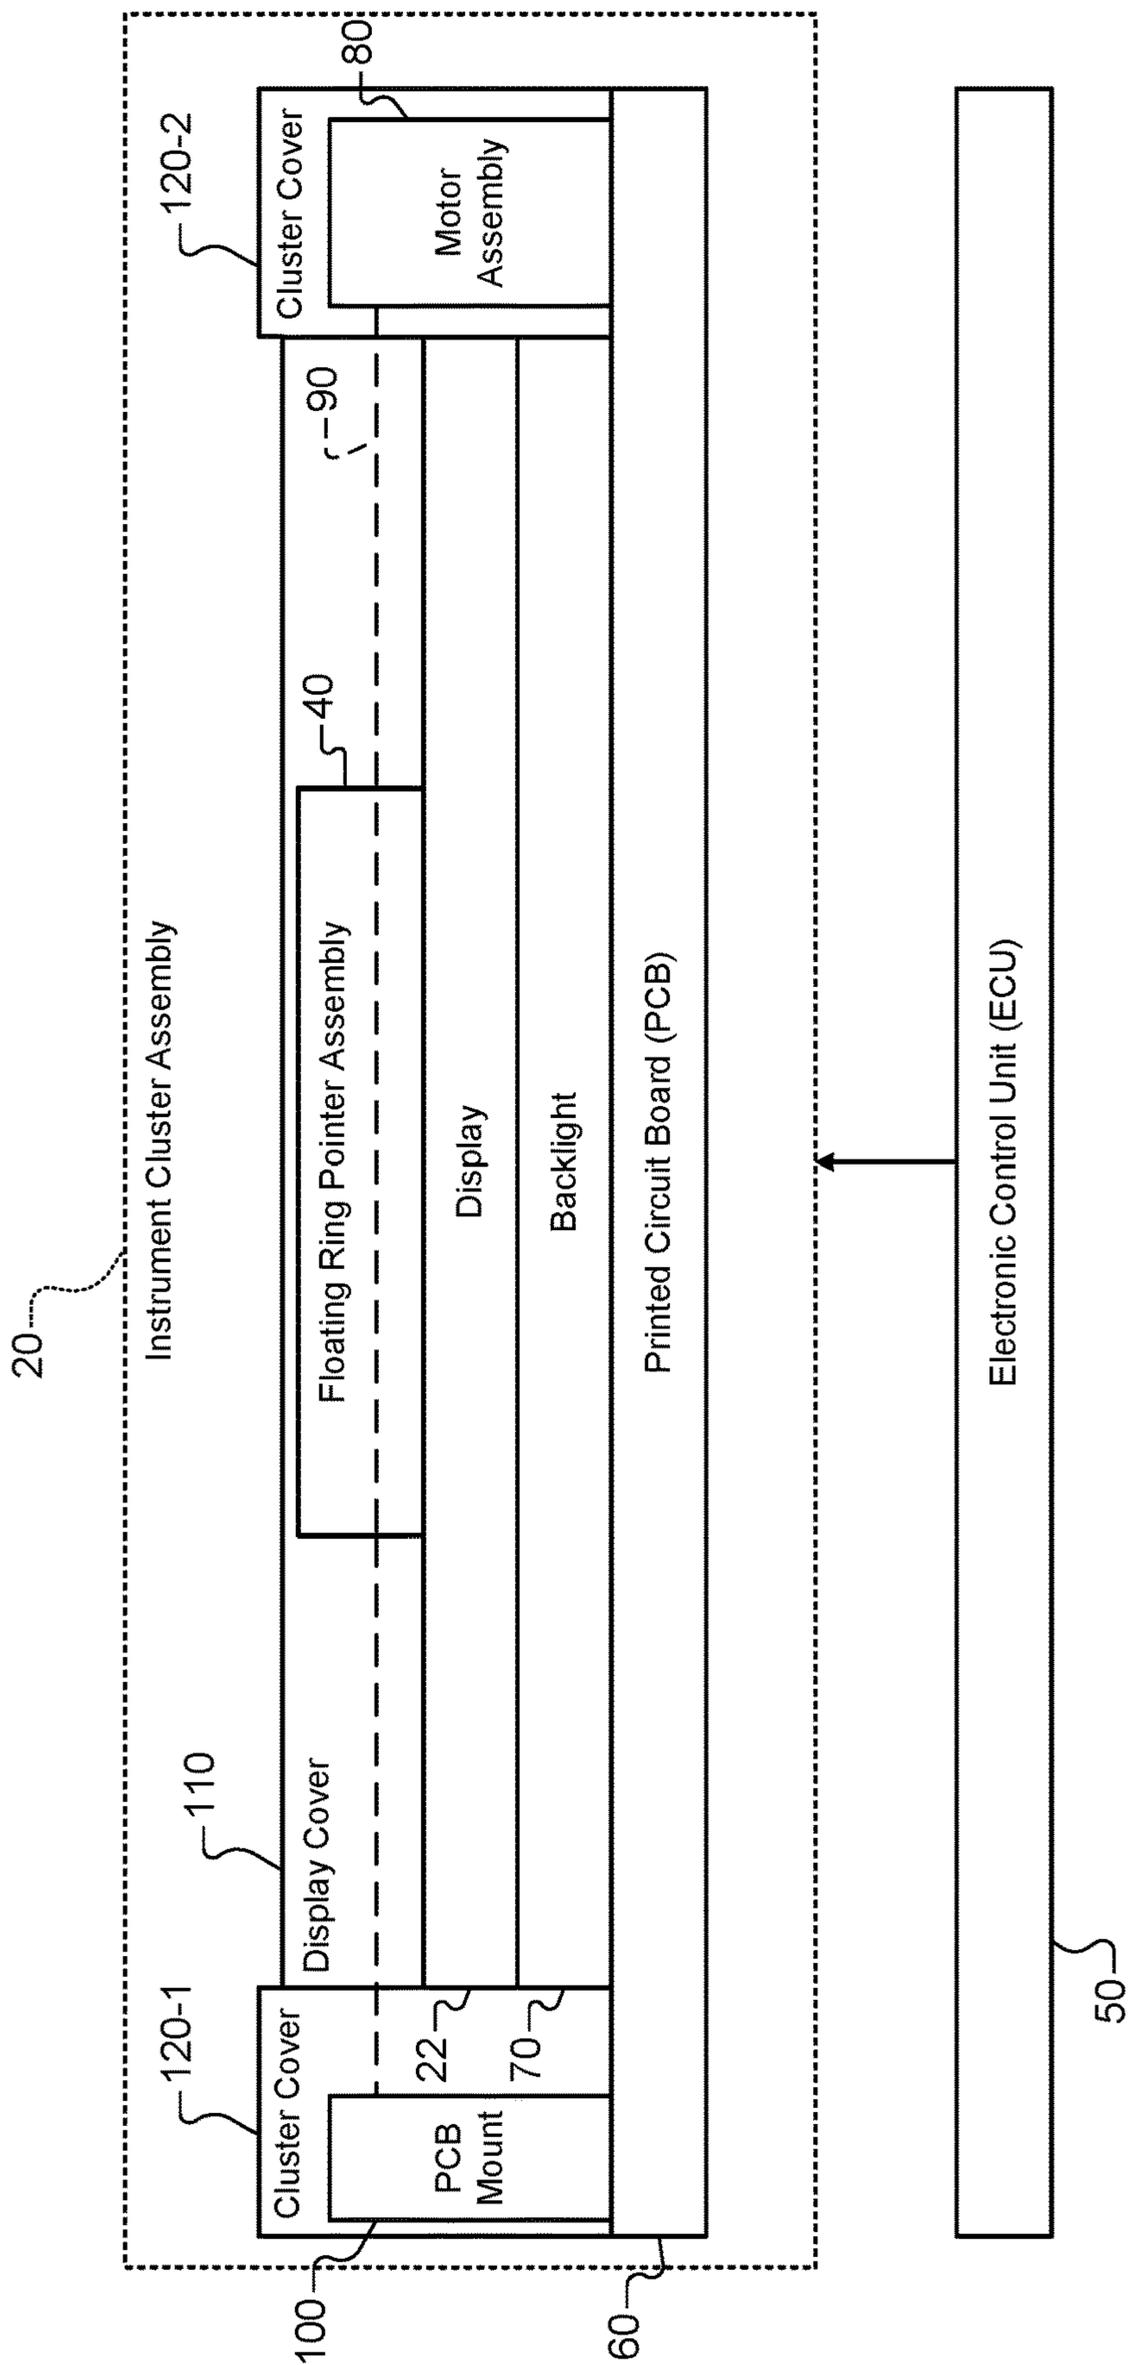 20
Instrument Cluster Assembly
120-1
110
120-2
Cluster Cover
Display Cover
Floating Ring Pointer Assembly
40
90
Cluster Cover
80
100
PCB
Mount
22
70
Display
Backlight
Motor
Assembly
60
Printed Circuit Board (PCB)
Electronic Control Unit (ECU)
50